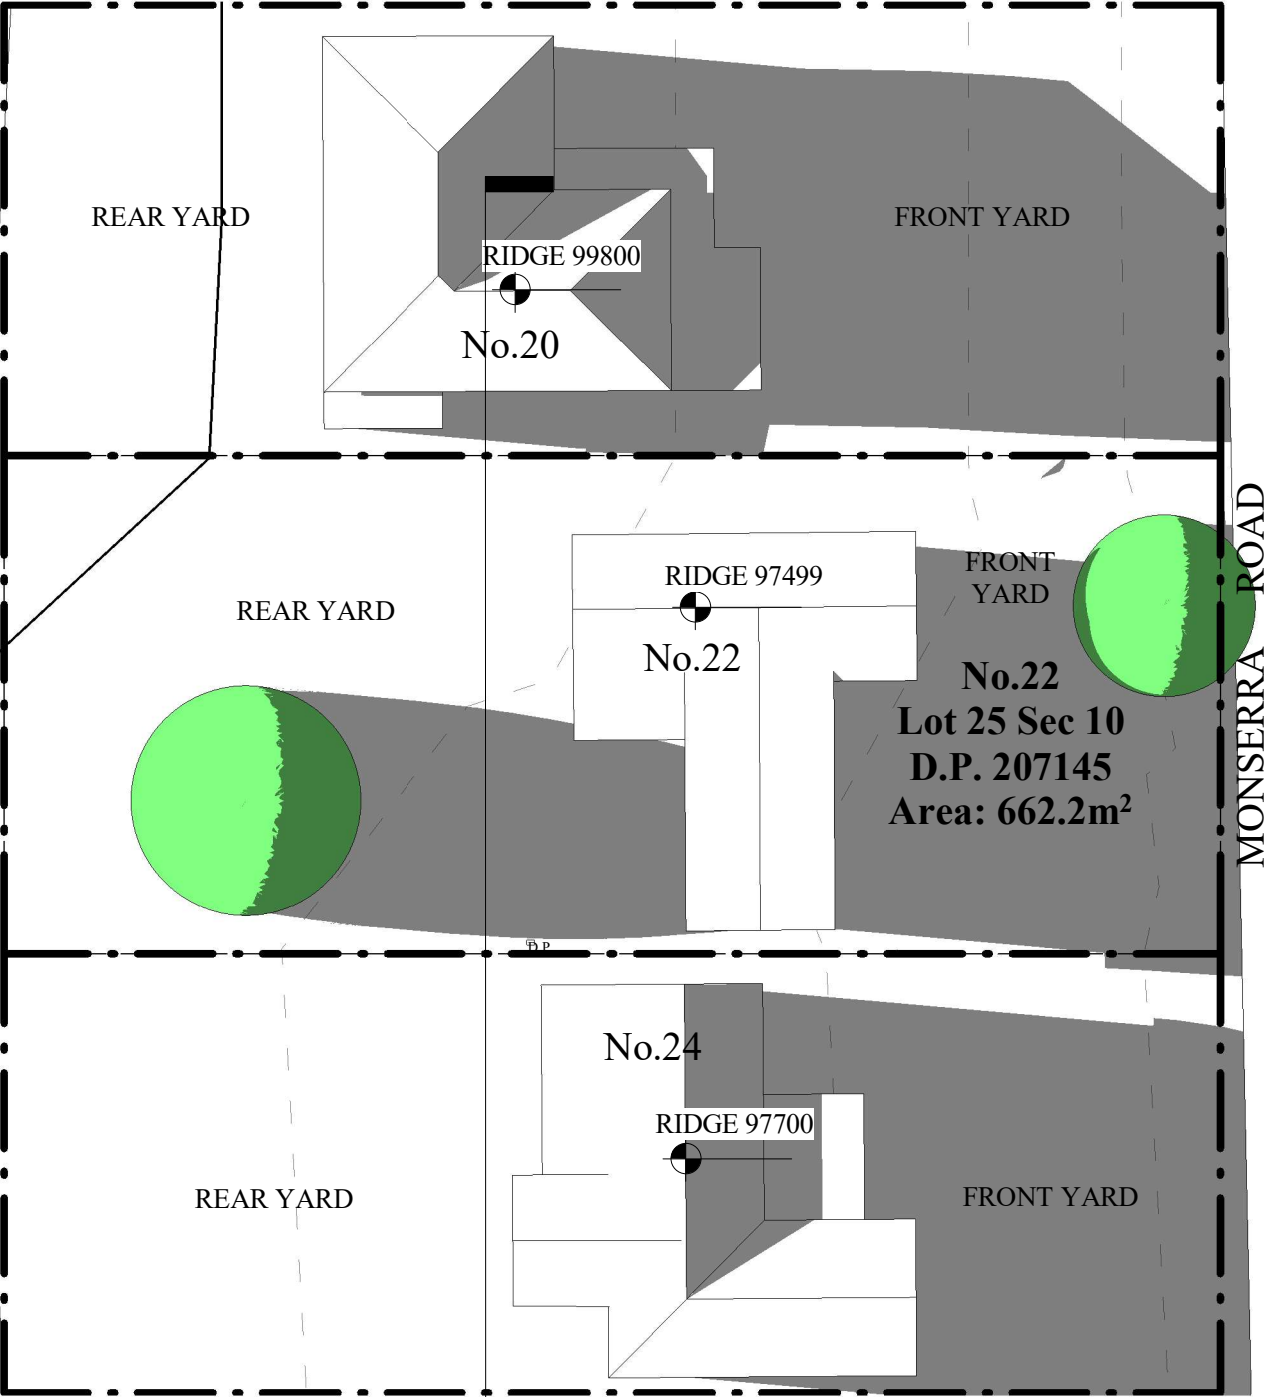 REAR YARD
FRONT YARD
RIDGE 99800
No.20
MONSERRA ROAD
REAR YARD
RIDGE 97499
No.22
FRONT
YARD
No.22
Lot 25 Sec 10
D.P. 207145
Area: 662.2m²
D.P
No.24
RIDGE 97700
REAR YARD
FRONT YARD